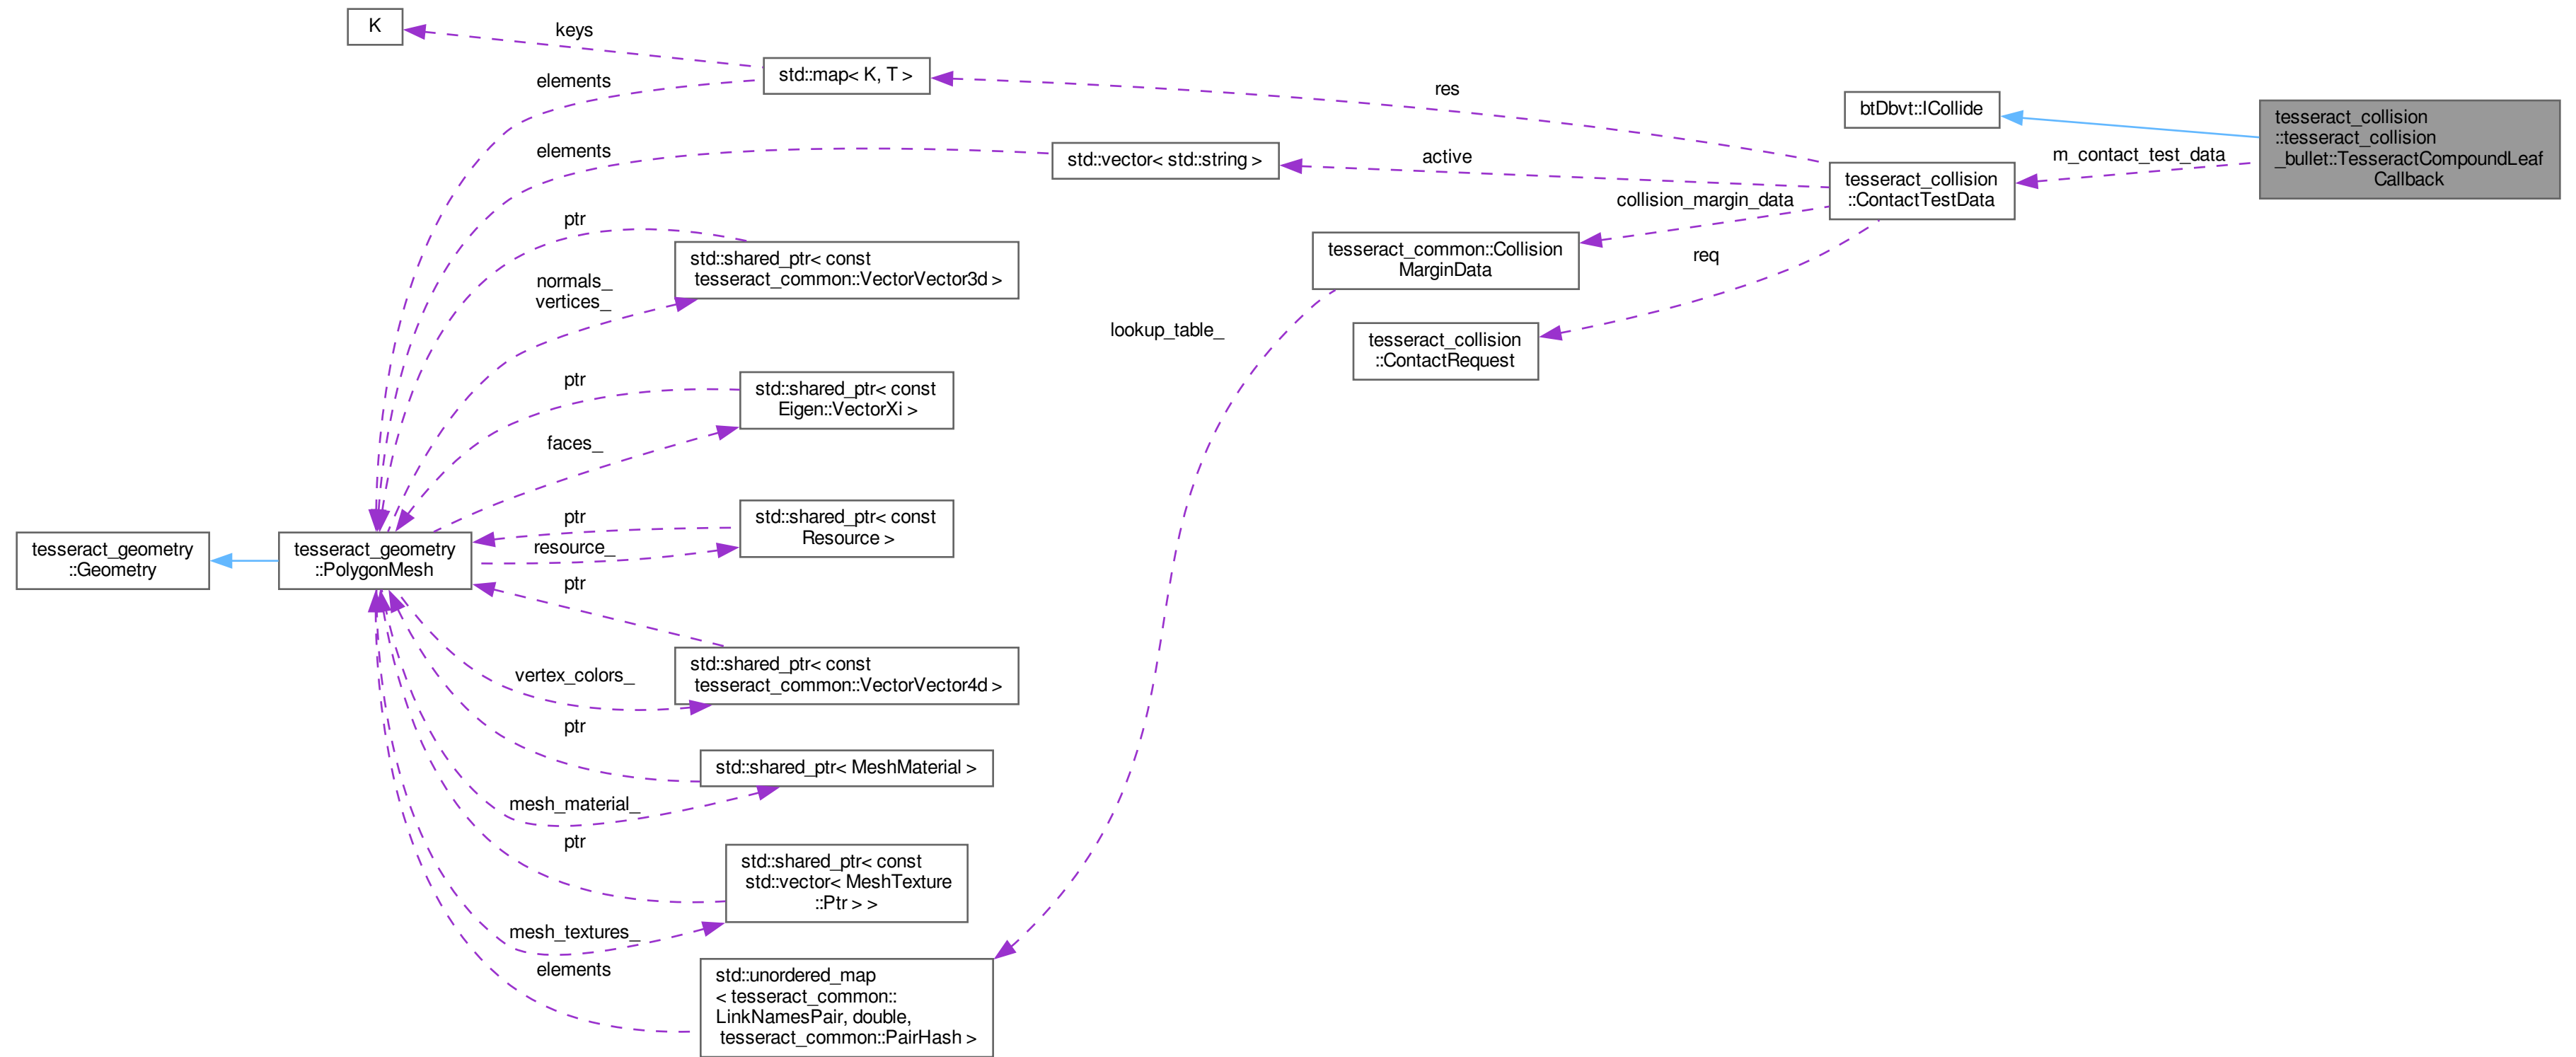 K
keys
std::map< K, T >
elements
res
btDbvt::ICollide
tesseract_collision
::tesseract_collision
_bullet::TesseractCompoundLeaf
Callback
m_contact_test_data
elements
std::vector< std::string >
active
tesseract_collision
::ContactTestData
collision_margin_data
ptr
std::shared_ptr< const
tesseract_common::VectorVector3d >
tesseract_common::Collision
MarginData
req
normals_
vertices_
lookup_table_
tesseract_collision
::ContactRequest
ptr
std::shared_ptr< const
Eigen::VectorXi >
faces_
ptr
std::shared_ptr< const
Resource >
tesseract_geometry
::Geometry
tesseract_geometry
::PolygonMesh
resource_
ptr
std::shared_ptr< const
tesseract_common::VectorVector4d >
vertex_colors_
ptr
std::shared_ptr< MeshMaterial >
mesh_material_
ptr
std::shared_ptr< const
std::vector< MeshTexture
::Ptr > >
mesh_textures_
elements
std::unordered_map
< tesseract_common::
LinkNamesPair, double,
tesseract_common::PairHash >